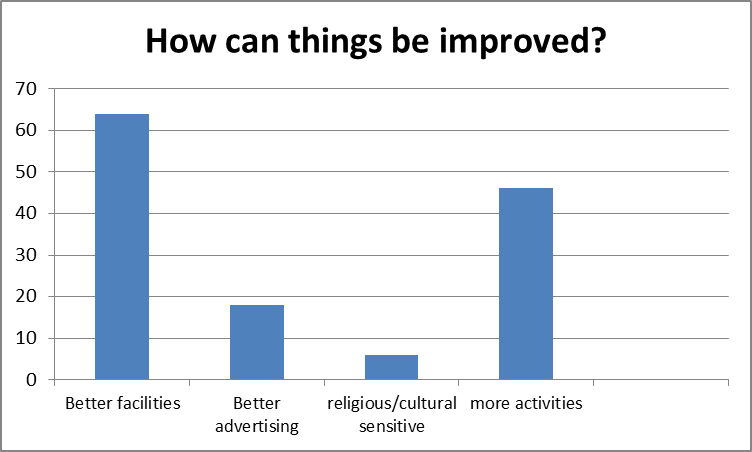 How can things be improved?
70
60
50
40
30
20
10
0
Better facilities
Better
advertising
religious/cultural
sensitive
more activities